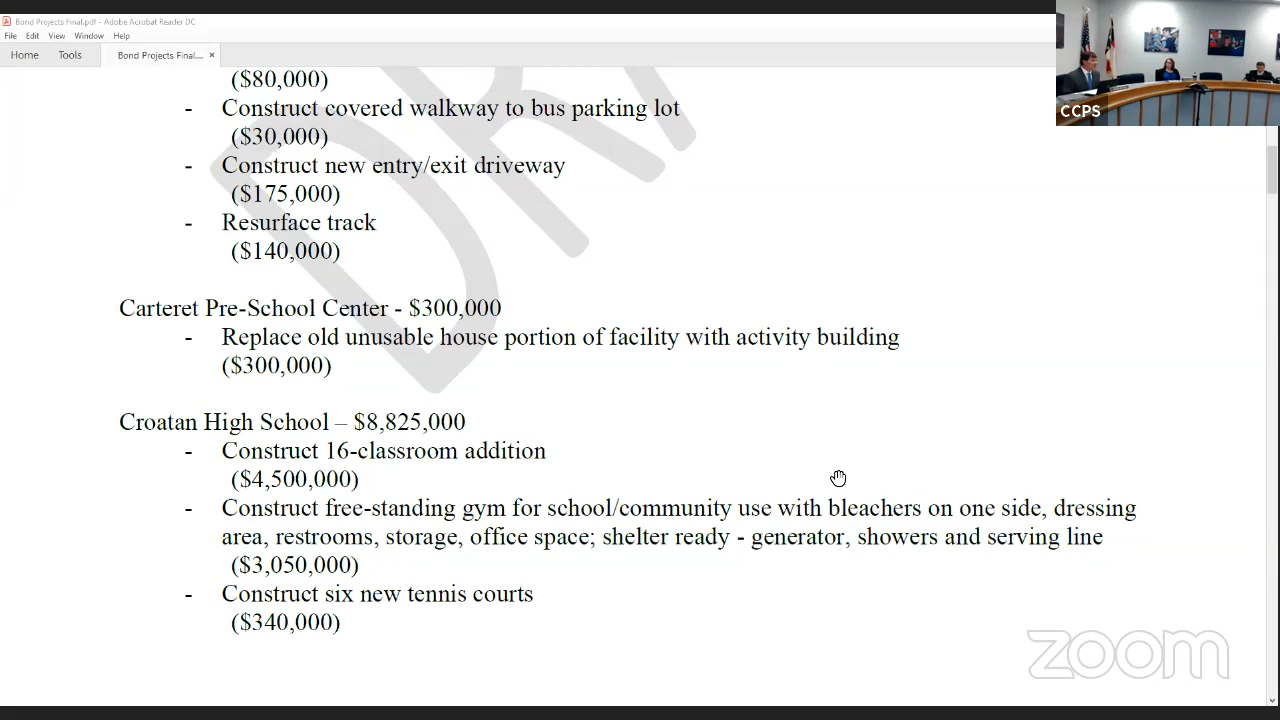 Bond Projects Final.pdf - Adobe Acrobat Reader DC
File Edit View Window Help
Home Tools Bond Projects Final.... ×
CCPS
($80,000)
- Construct covered walkway to bus parking lot
($30,000)
- Construct new entry/exit driveway
($175,000)
- Resurface track
($140,000)
Carteret Pre-School Center - $300,000
- Replace old unusable house portion of facility with activity building
($300,000)
Croatan High School – $8,825,000
- Construct 16-classroom addition
($4,500,000)
- Construct free-standing gym for school/community use with bleachers on one side, dressing
area, restrooms, storage, office space; shelter ready - generator, showers and serving line
($3,050,000)
- Construct six new tennis courts
($340,000)
zoom